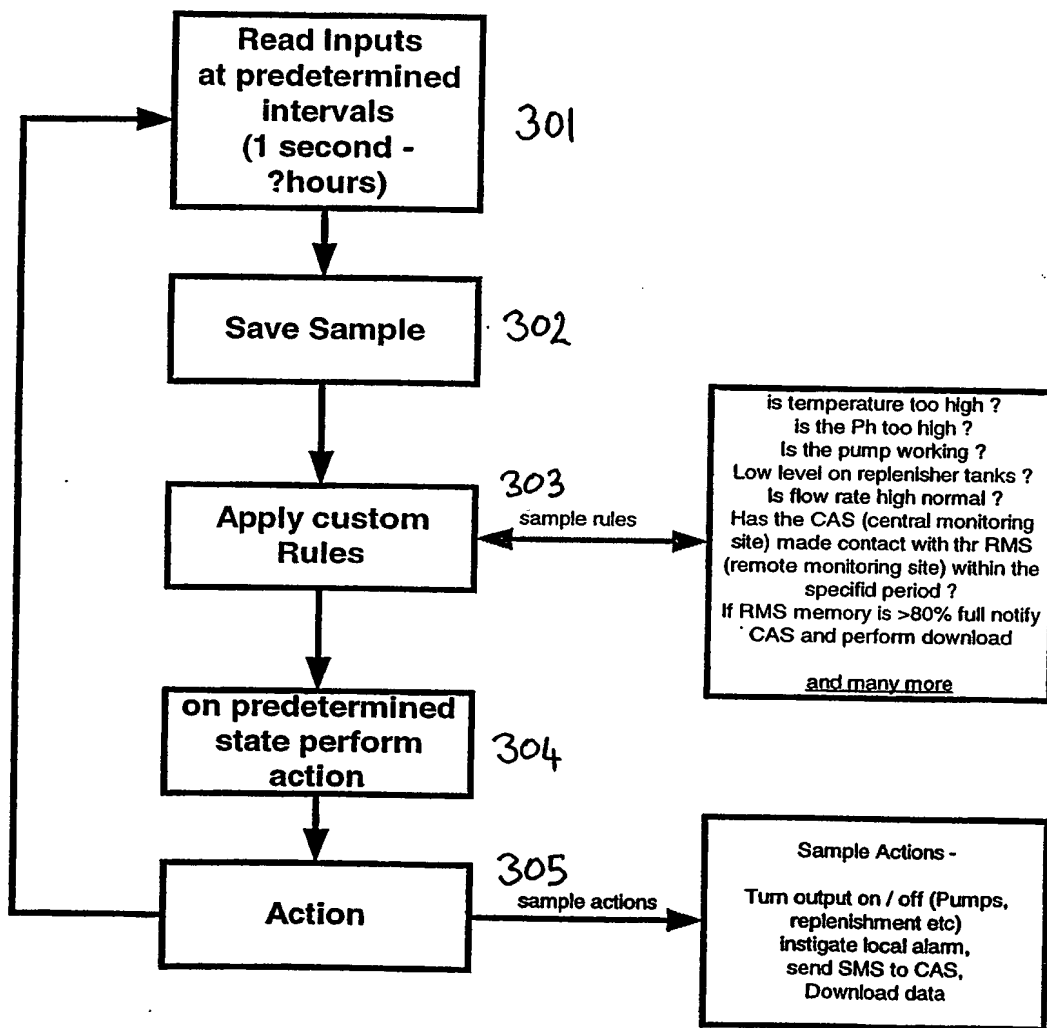 Read Inputs
at predetermined
intervals
(1 second -
?hours)
301
Save Sample
302
Apply custom
Rules
303
sample rules
is temperature too high ?
is the Ph too high ?
Is the pump working ?
Low level on replenisher tanks ?
Is flow rate high normal ?
Has the CAS (central monitoring
site) made contact with thr RMS
(remote monitoring site) within the
specifid period ?
If RMS memory is >80% full notify
CAS and perform download
and many more
on predetermined
state perform
action
304
Action
305
sample actions
Sample Actions -
Turn output on / off (Pumps,
replenishment etc)
instigate local alarm,
send SMS to CAS,
Download data